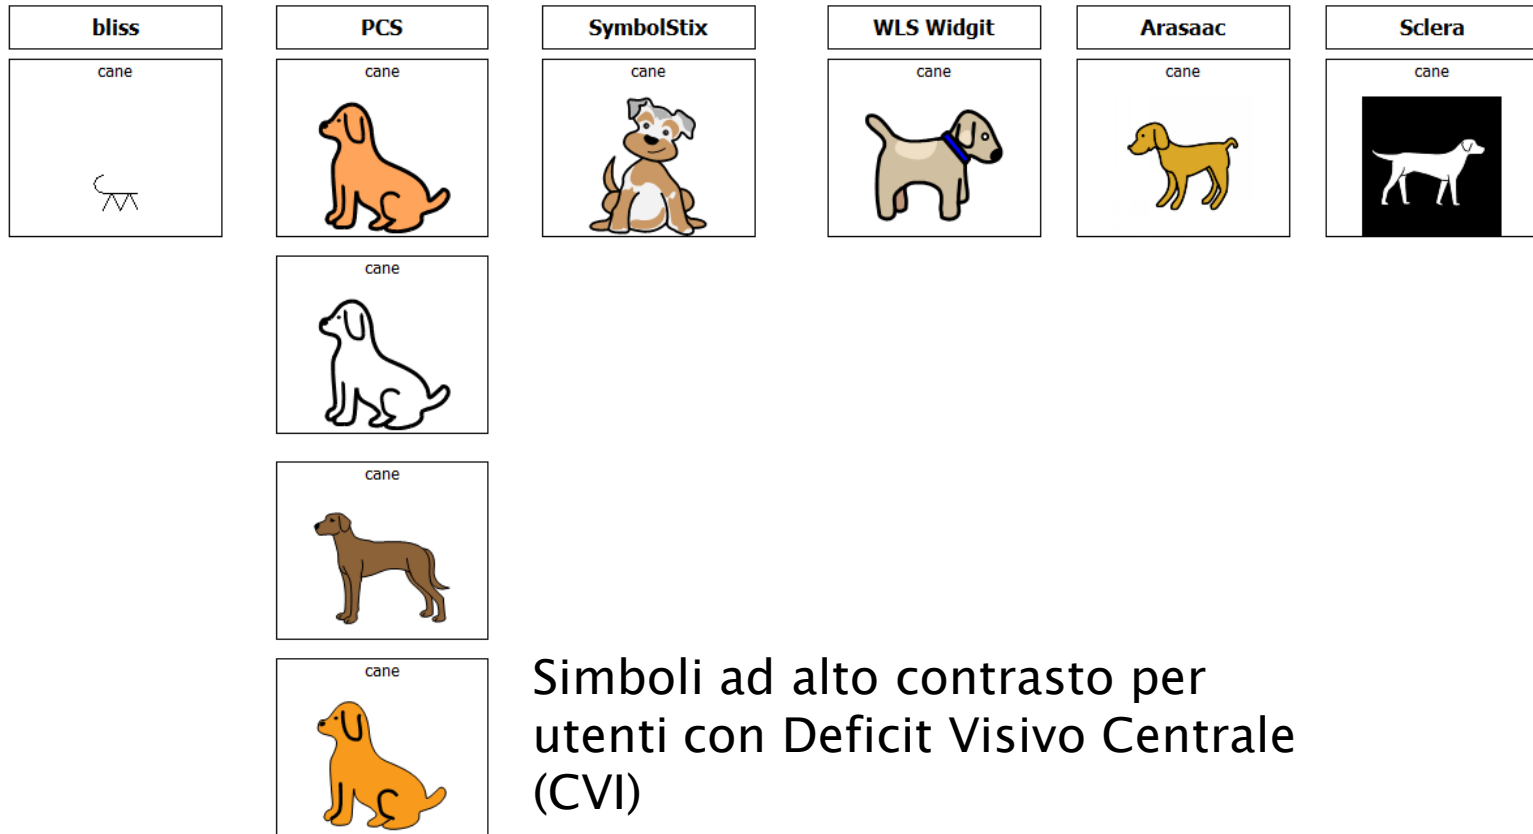 bliss PCS SymbolStix WLS Widgit Arasaac Sclera
cane cane cane cane cane cane
cane
cane
cane
Simboli ad alto contrasto per
utenti con Deficit Visivo Centrale
(CVI)